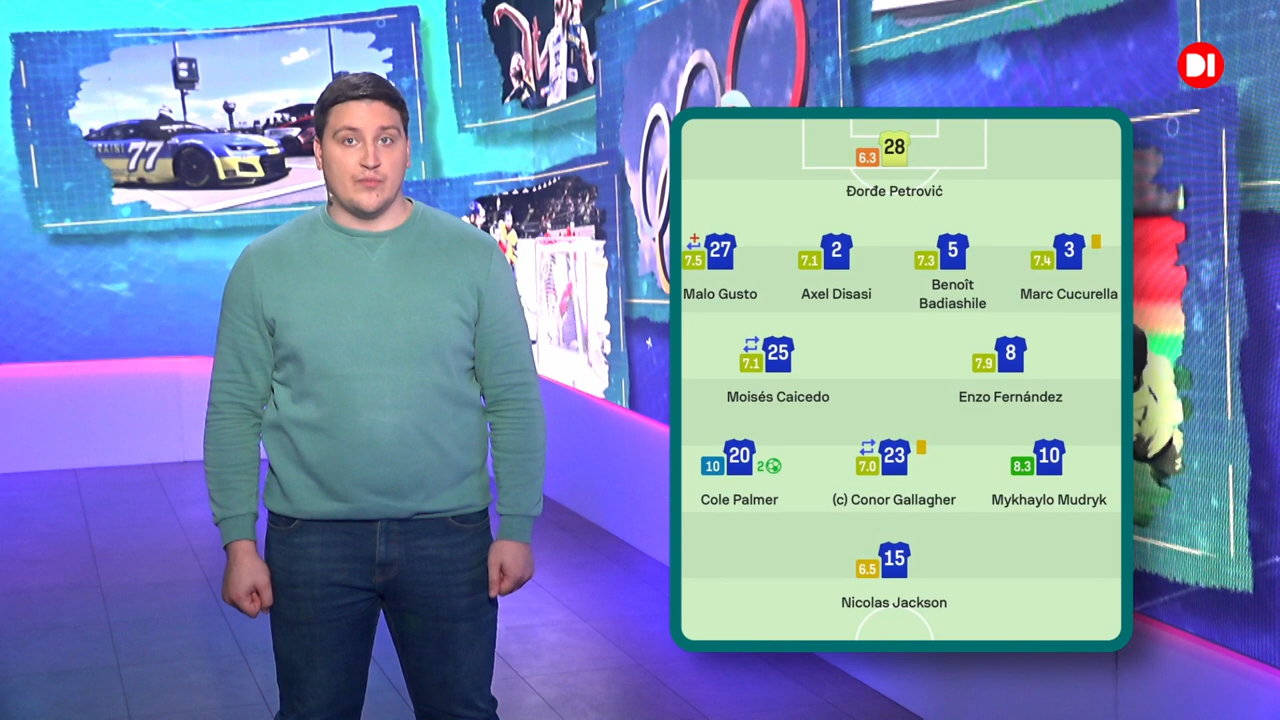 77
DI
28
6.3
Đorđe Petrović
27
7.5
Malo Gusto
2
7.1
Axel Disasi
5
7.3
Benoît
Badiashile
3
7.4
Marc Cucurella
25
7.1
Moisés Caicedo
8
7.9
Enzo Fernández
20
10
2
Cole Palmer
23
7.0
(c) Conor Gallagher
10
8.3
Mykhaylo Mudryk
15
6.5
Nicolas Jackson